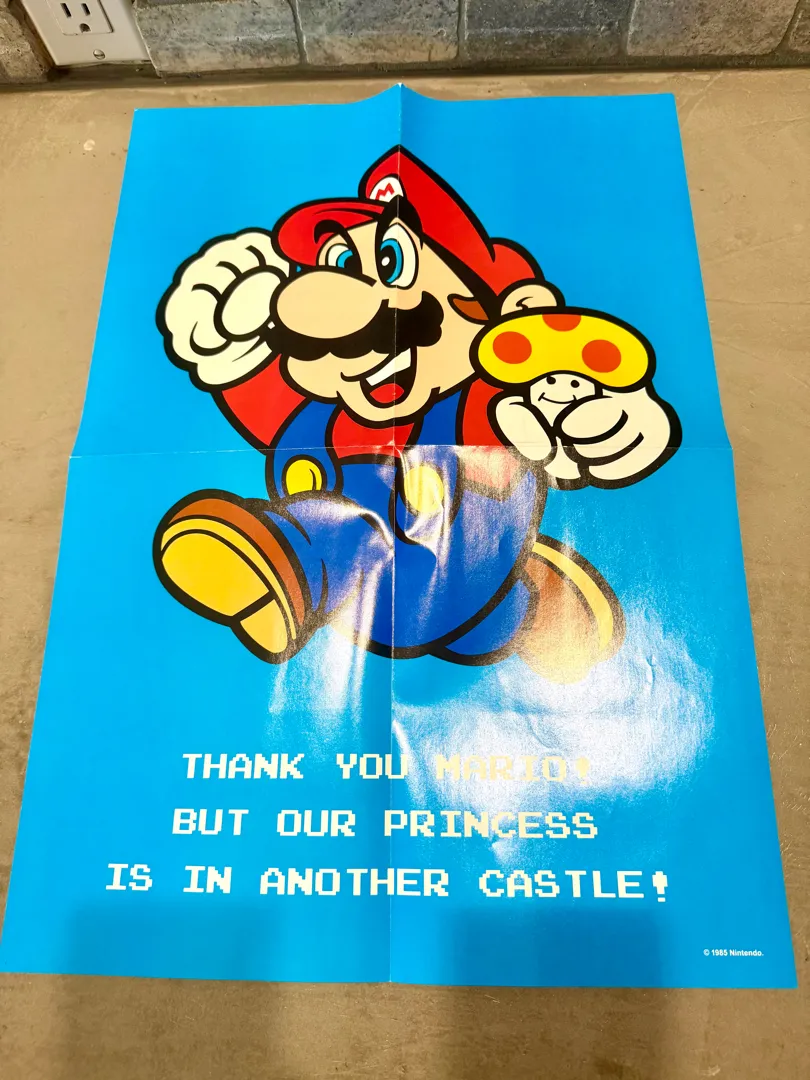 M
THANK YOU MARIO!
BUT OUR PRINCESS
IS IN ANOTHER CASTLE!
© 1985 Nintendo.